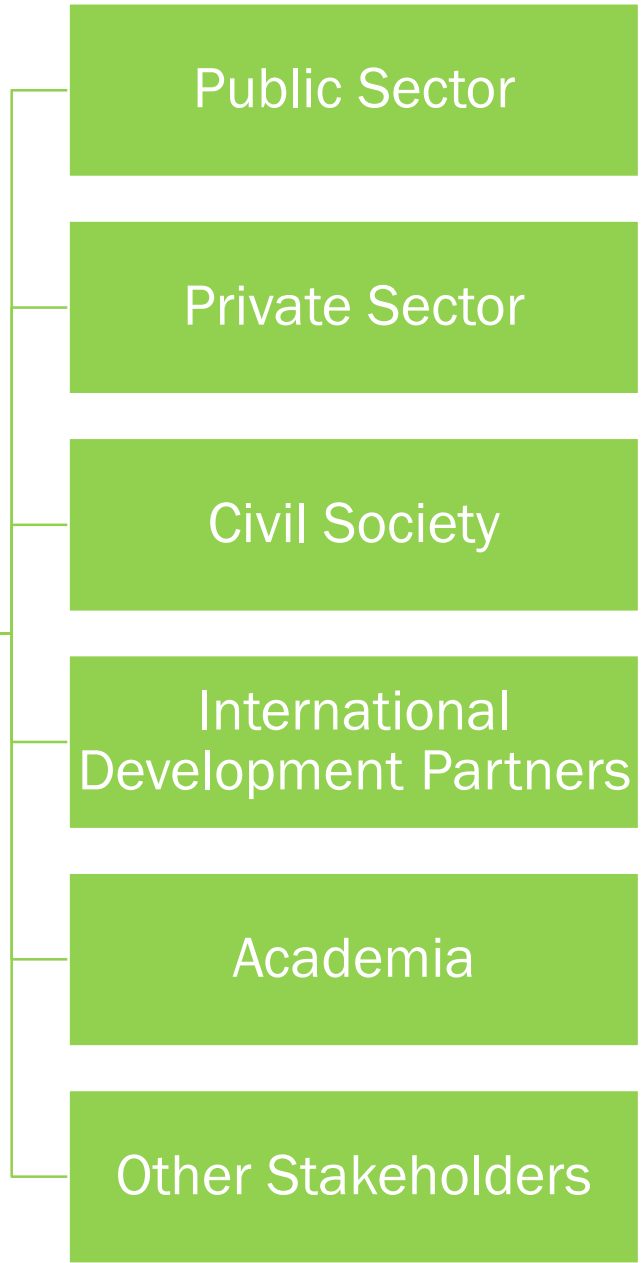 Public Sector
Private Sector
Civil Society
International
Development Partners
Academia
Other Stakeholders